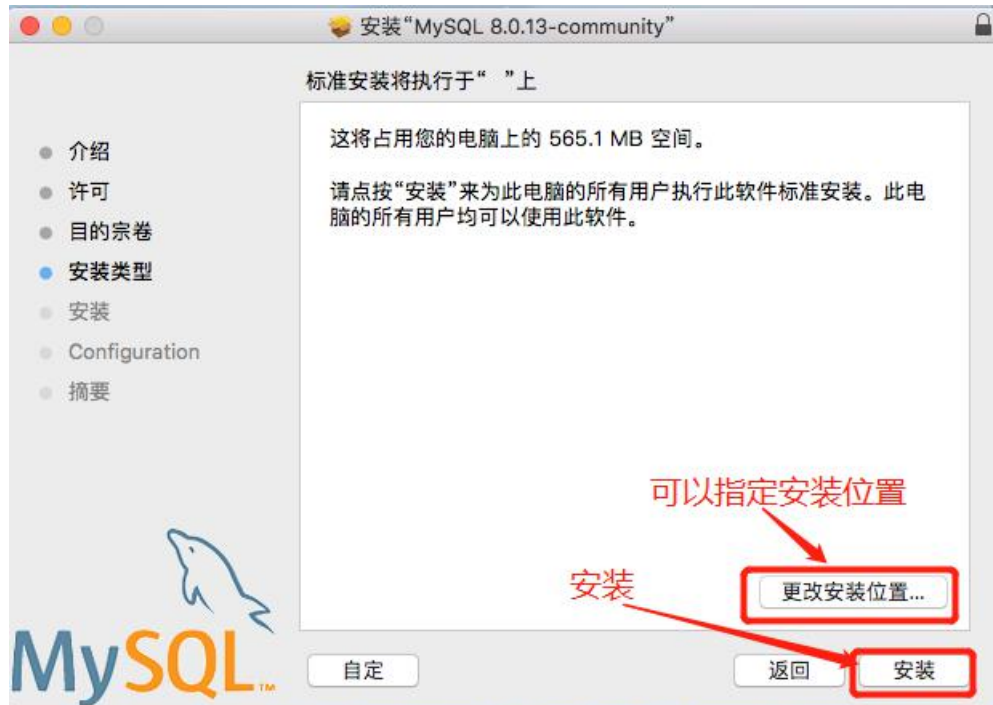 安装“MySQL 8.0.13-community”
标准安装将执行于“ ”上
介绍
许可
目的宗卷
安装类型
安装
Configuration
摘要
这将占用您的电脑上的 565.1 MB 空间。
请点按“安装”来为此电脑的所有用户执行此软件标准安装。此电
脑的所有用户均可以使用此软件。
可以指定安装位置
安装
更改安装位置...
MySQL™
自定
返回
安装